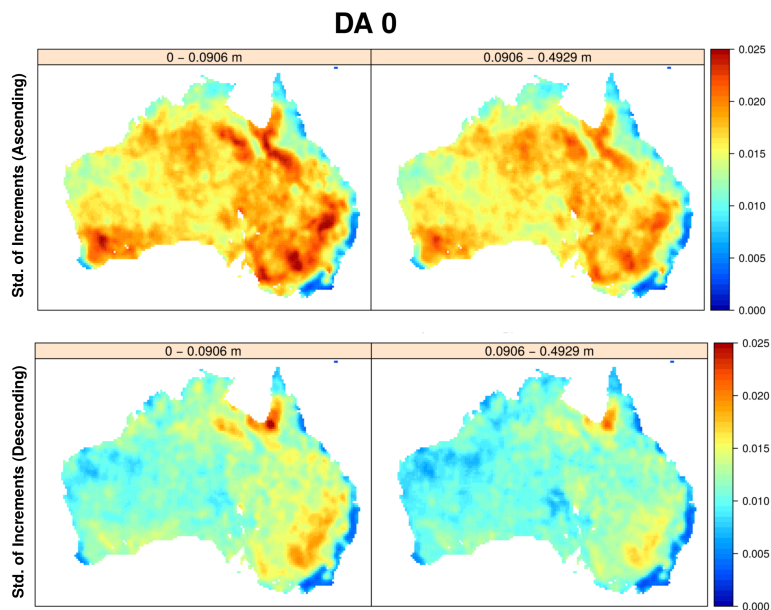 DA 0
Std. of Increments (Ascending)
0 − 0.0906 m
0.0906 − 0.4929 m
0.025
0.020
0.015
0.010
0.005
0.000
Std. of Increments (Descending)
0 − 0.0906 m
0.0906 − 0.4929 m
0.025
0.020
0.015
0.010
0.005
0.000